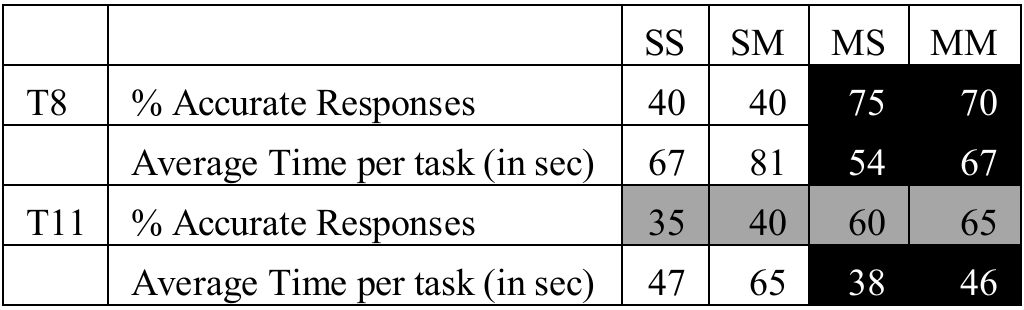 SS SM MS MM
T8 % Accurate Responses 40 40 75 70
Average Time per task (in sec) 67 81 54 67
T11 % Accurate Responses 35 40 60 65
Average Time per task (in sec) 47 65 38 46